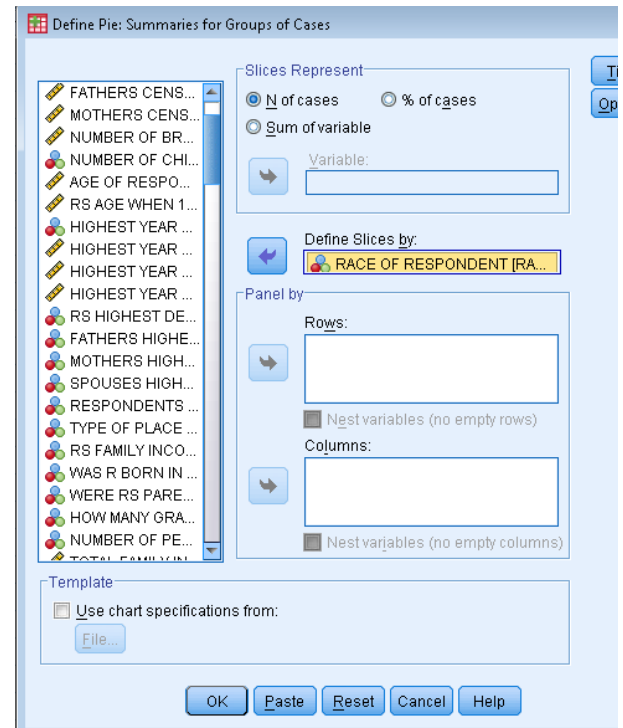 Define Pie: Summaries for Groups of Cases
FATHERS CENS...
MOTHERS CENS...
NUMBER OF BR...
NUMBER OF CHI...
AGE OF RESPO...
RS AGE WHEN 1...
HIGHEST YEAR ...
HIGHEST YEAR ...
HIGHEST YEAR ...
HIGHEST YEAR ...
RS HIGHEST DE...
FATHERS HIGHE...
MOTHERS HIGH...
SPOUSES HIGH...
RESPONDENTS ...
TYPE OF PLACE ...
RS FAMILY INCO...
WAS R BORN IN ...
WERE RS PARE...
HOW MANY GRA...
NUMBER OF PE...
TOTAL FAMILY IN...
Slices Represent
N of cases % of cases
Sum of variable
Variable:
Define Slices by:
RACE OF RESPONDENT [RA...
Panel by
Rows:
Nest variables (no empty rows)
Columns:
Nest variables (no empty columns)
Ti
Op
Template
Use chart specifications from:
File...
OK Paste Reset Cancel Help